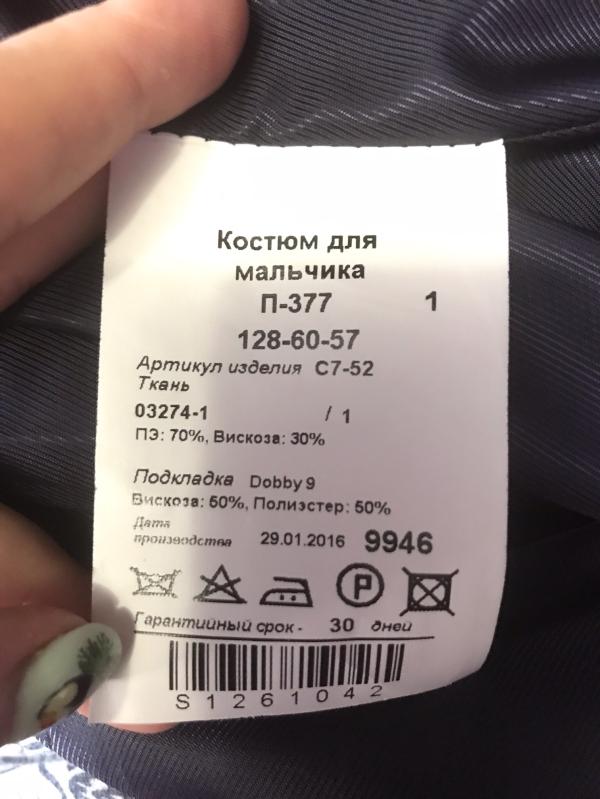 Костюм для
мальчика
П-377 1
128-60-57
Артикул изделия С7-52
Ткань
03274-1 / 1
ПЭ: 70%, Вискоза: 30%
Подкладка Dobby 9
Вискоза: 50%, Полиэстер: 50%
Дата
производства 29.01.2016 9946
P
Гарантийный срок - 30 дней
S1261042